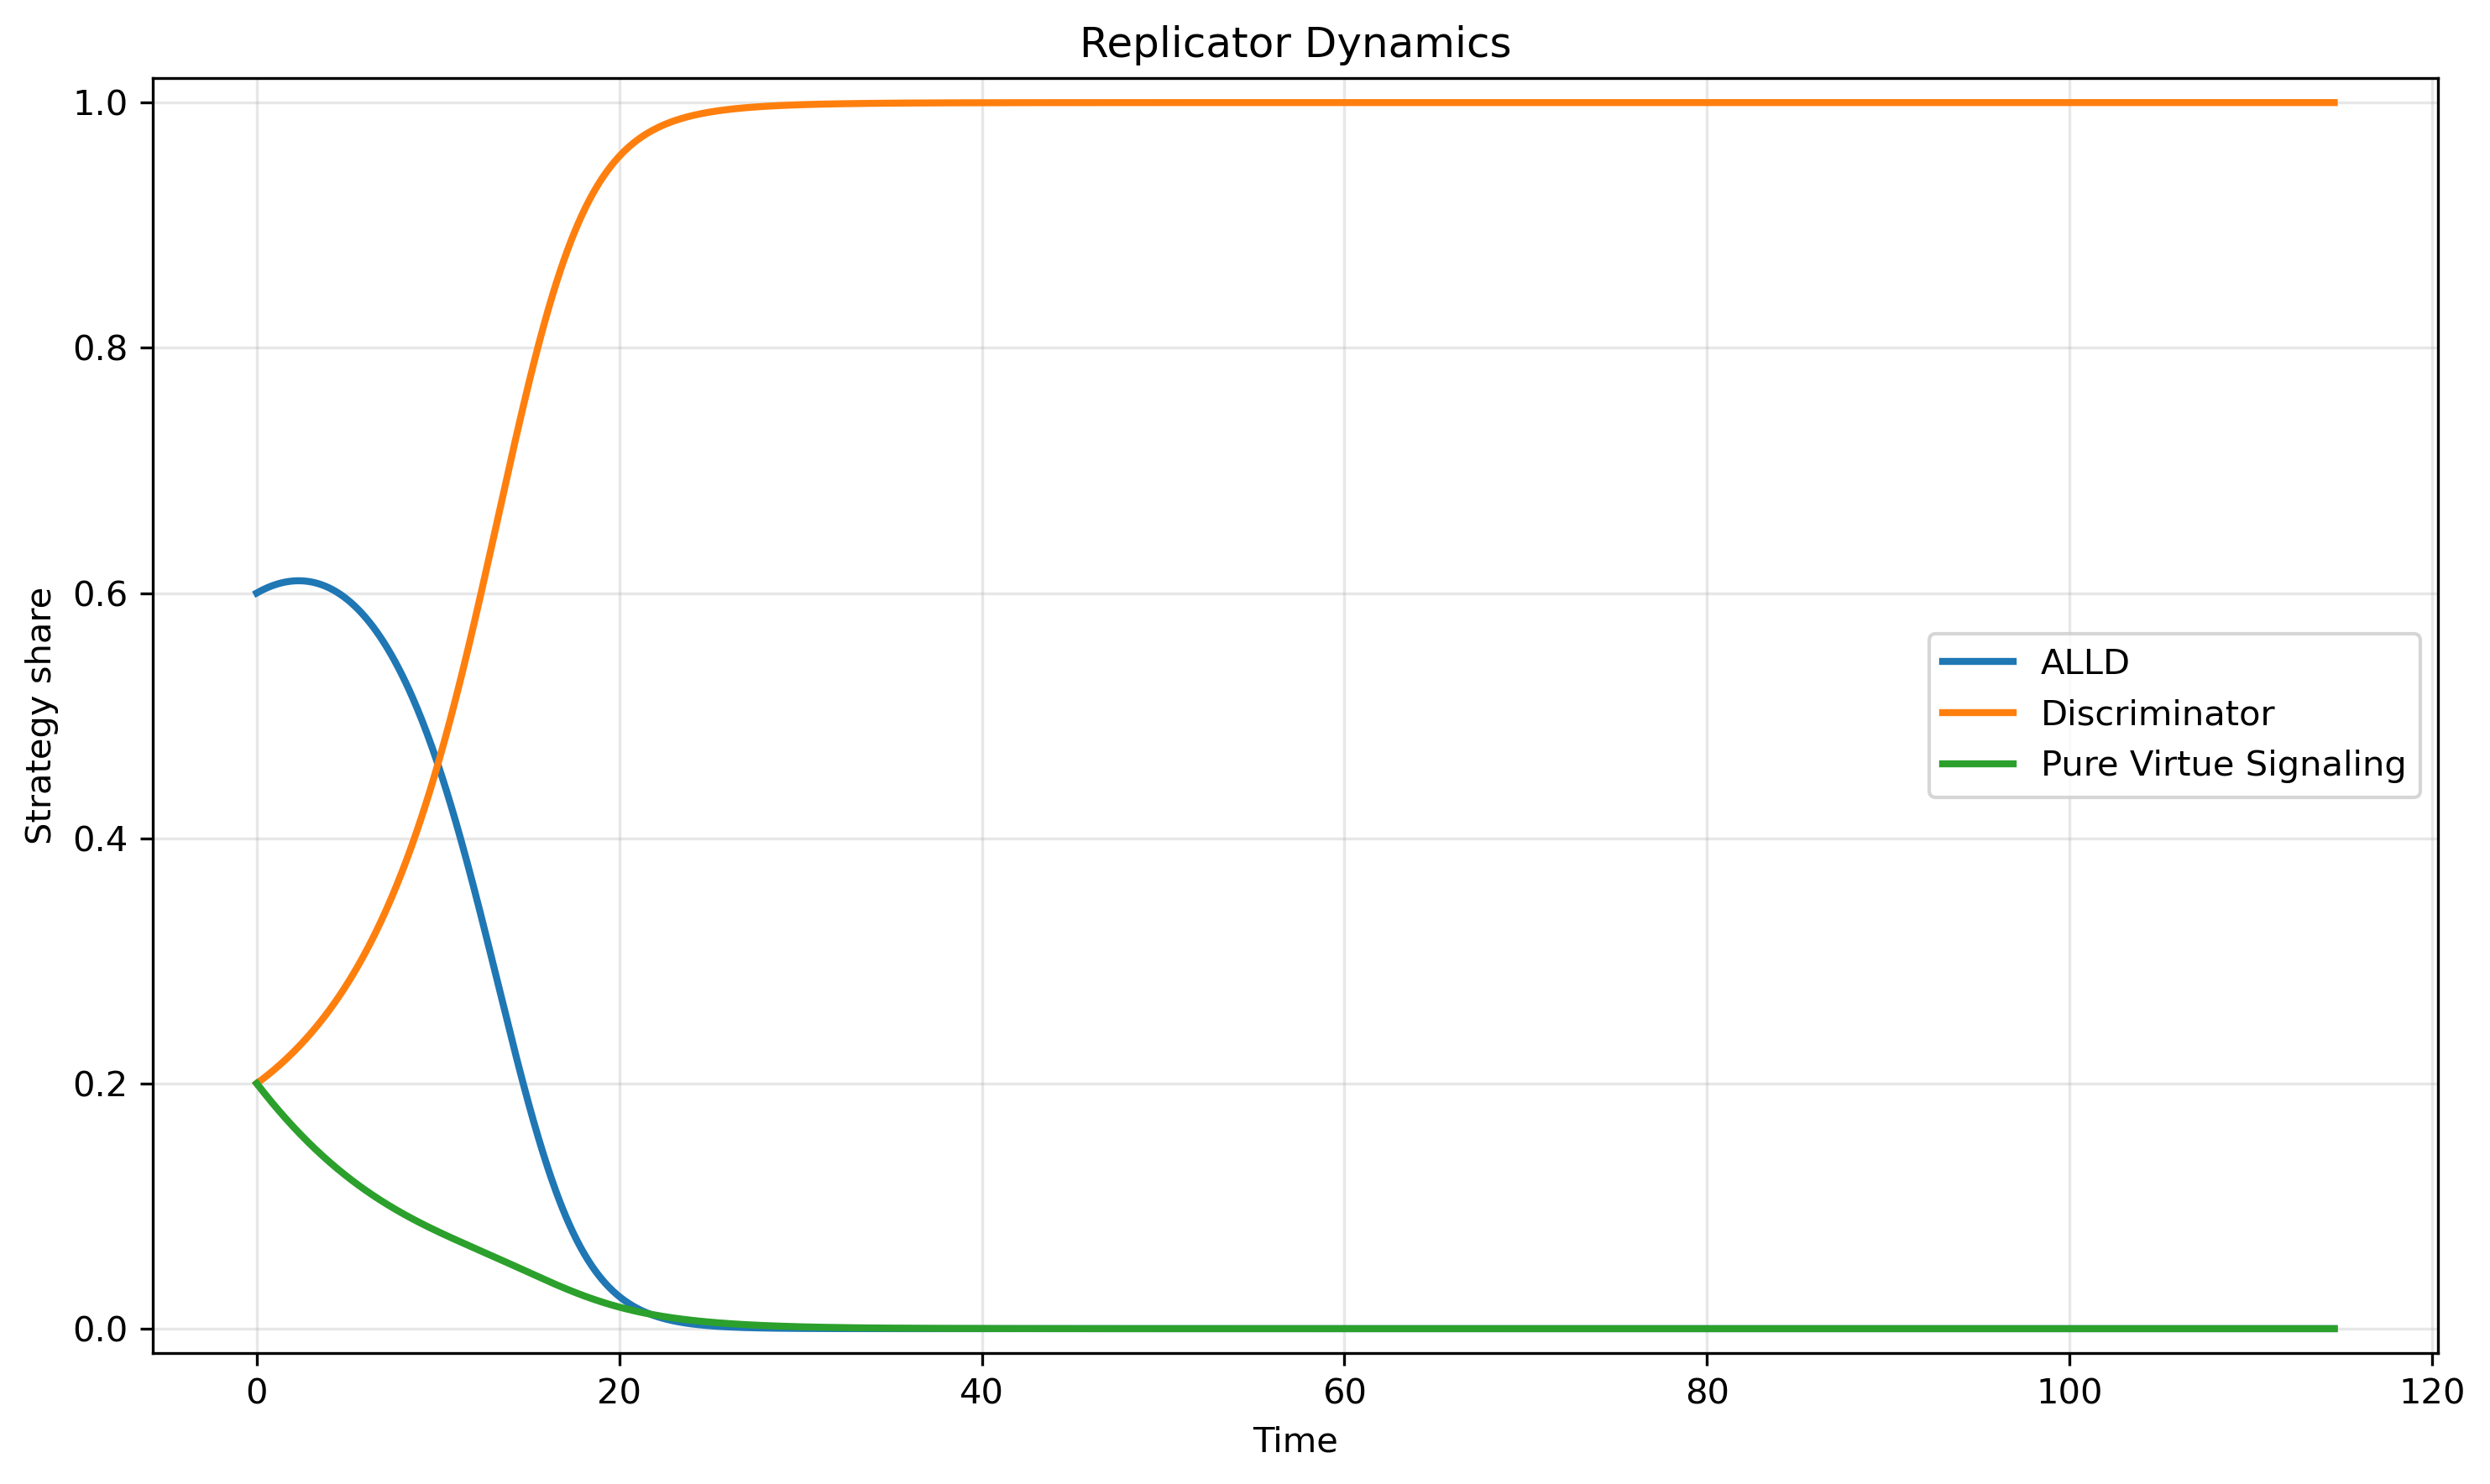 Replicator Dynamics
1.0
0.8
0.6
0.4
0.2
0.0
Strategy share
ALLD
Discriminator
Pure Virtue Signaling
0 20 40 60 80 100 120
Time